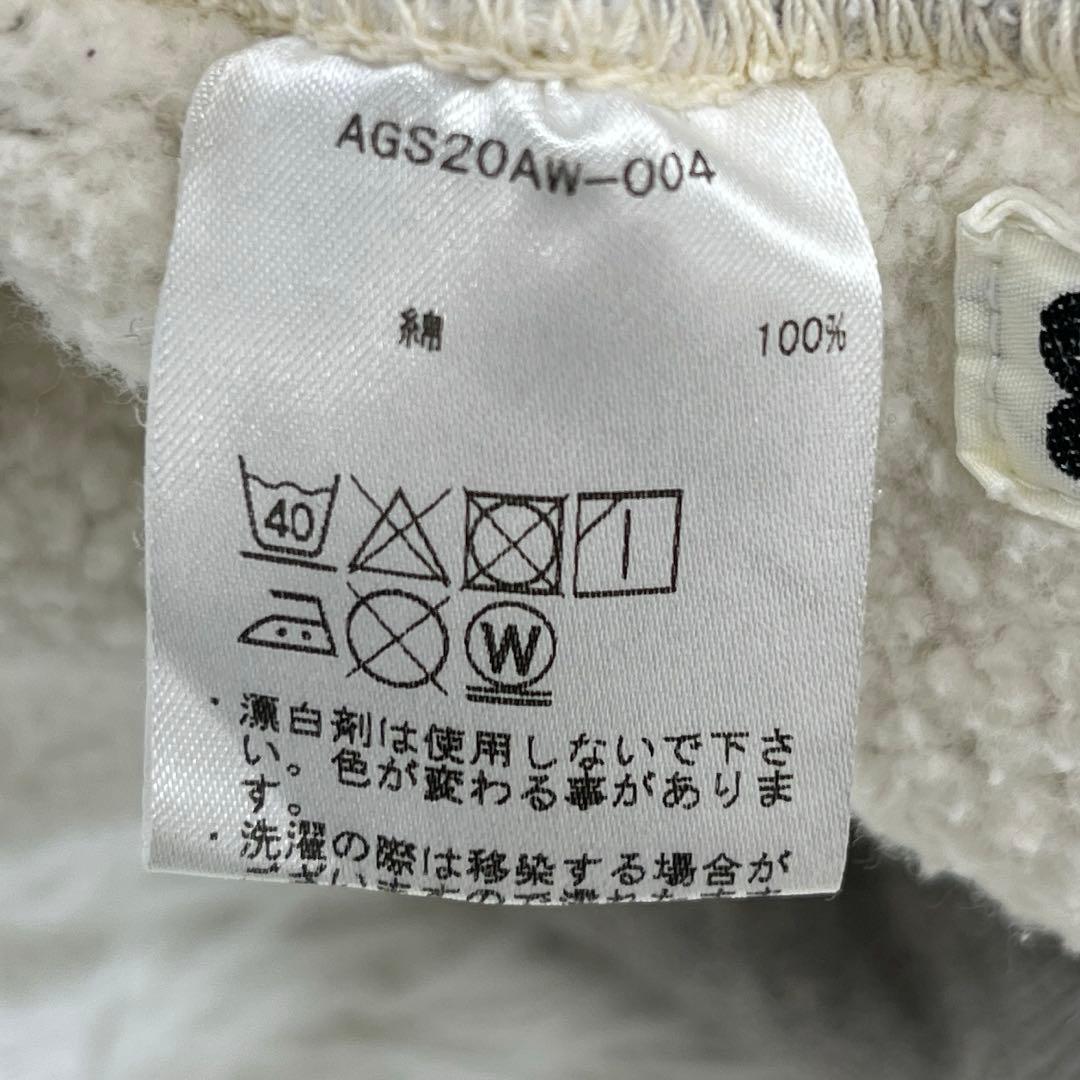 AGS20AW-004
綿 100%
40
W
・漂白剤は使用しないで下さ
い。色が変わる事がありま
す。
・洗濯の際は移染する場合が